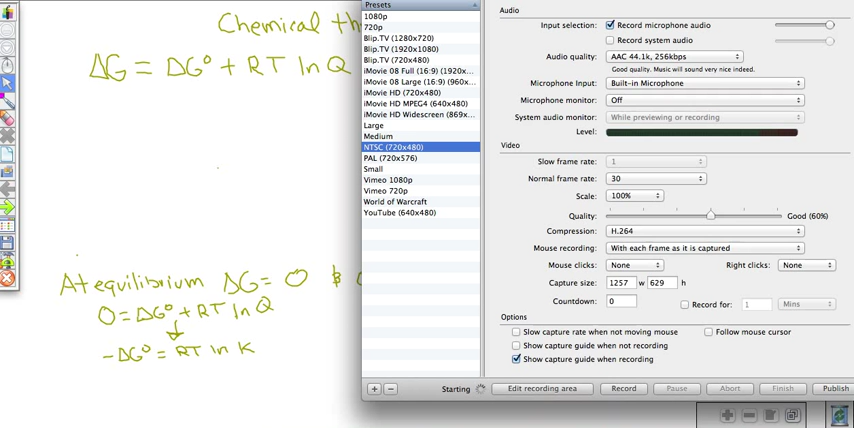 Chemical
ΔG = ΔG° + RT ln Q
At equilibrium ΔG = 0 &
0 = ΔG° + RT ln Q
-ΔG° = RT ln K
Presets
1080p
720p
Blip.TV (1280x720)
Blip.TV (1920x1080)
Blip.TV (720x480)
iMovie 08 Full (16:9) (1920x...
iMovie 08 Large (16:9) (960x...
iMovie HD (720x480)
iMovie HD MPEG4 (640x480)
iMovie HD Widescreen (869x...
Large
Medium
NTSC (720x480)
PAL (720x576)
Small
Vimeo 1080p
Vimeo 720p
World of Warcraft
YouTube (640x480)
Audio
Input selection: Record microphone audio
Record system audio
Audio quality: AAC 44.1k, 256kbps
Good quality. Music will sound very nice indeed.
Microphone Input: Built-in Microphone
Microphone monitor: Off
System audio monitor: While previewing or recording
Level:
Video
Slow frame rate: 1
Normal frame rate: 30
Scale: 100%
Quality: Good (60%)
Compression: H.264
Mouse recording: With each frame as it is captured
Mouse clicks: None Right clicks: None
Capture size: 1257 w 629 h
Countdown: 0 Record for: 1 Mins
Options
Slow capture rate when not moving mouse Follow mouse cursor
Show capture guide when not recording
Show capture guide when recording
+ − Starting Edit recording area Record Pause Abort Finish Publish